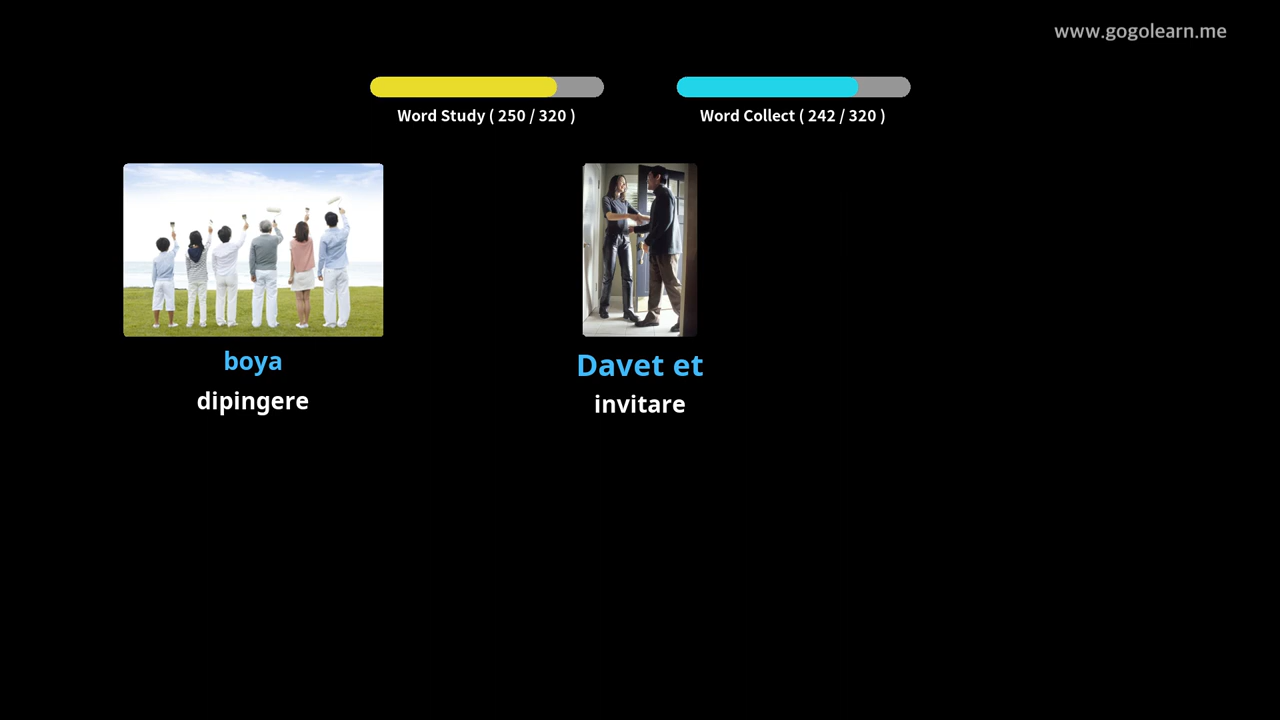 www.gogolearn.me
Word Study ( 250 / 320 )
Word Collect ( 242 / 320 )
boya
dipingere
Davet et
invitare